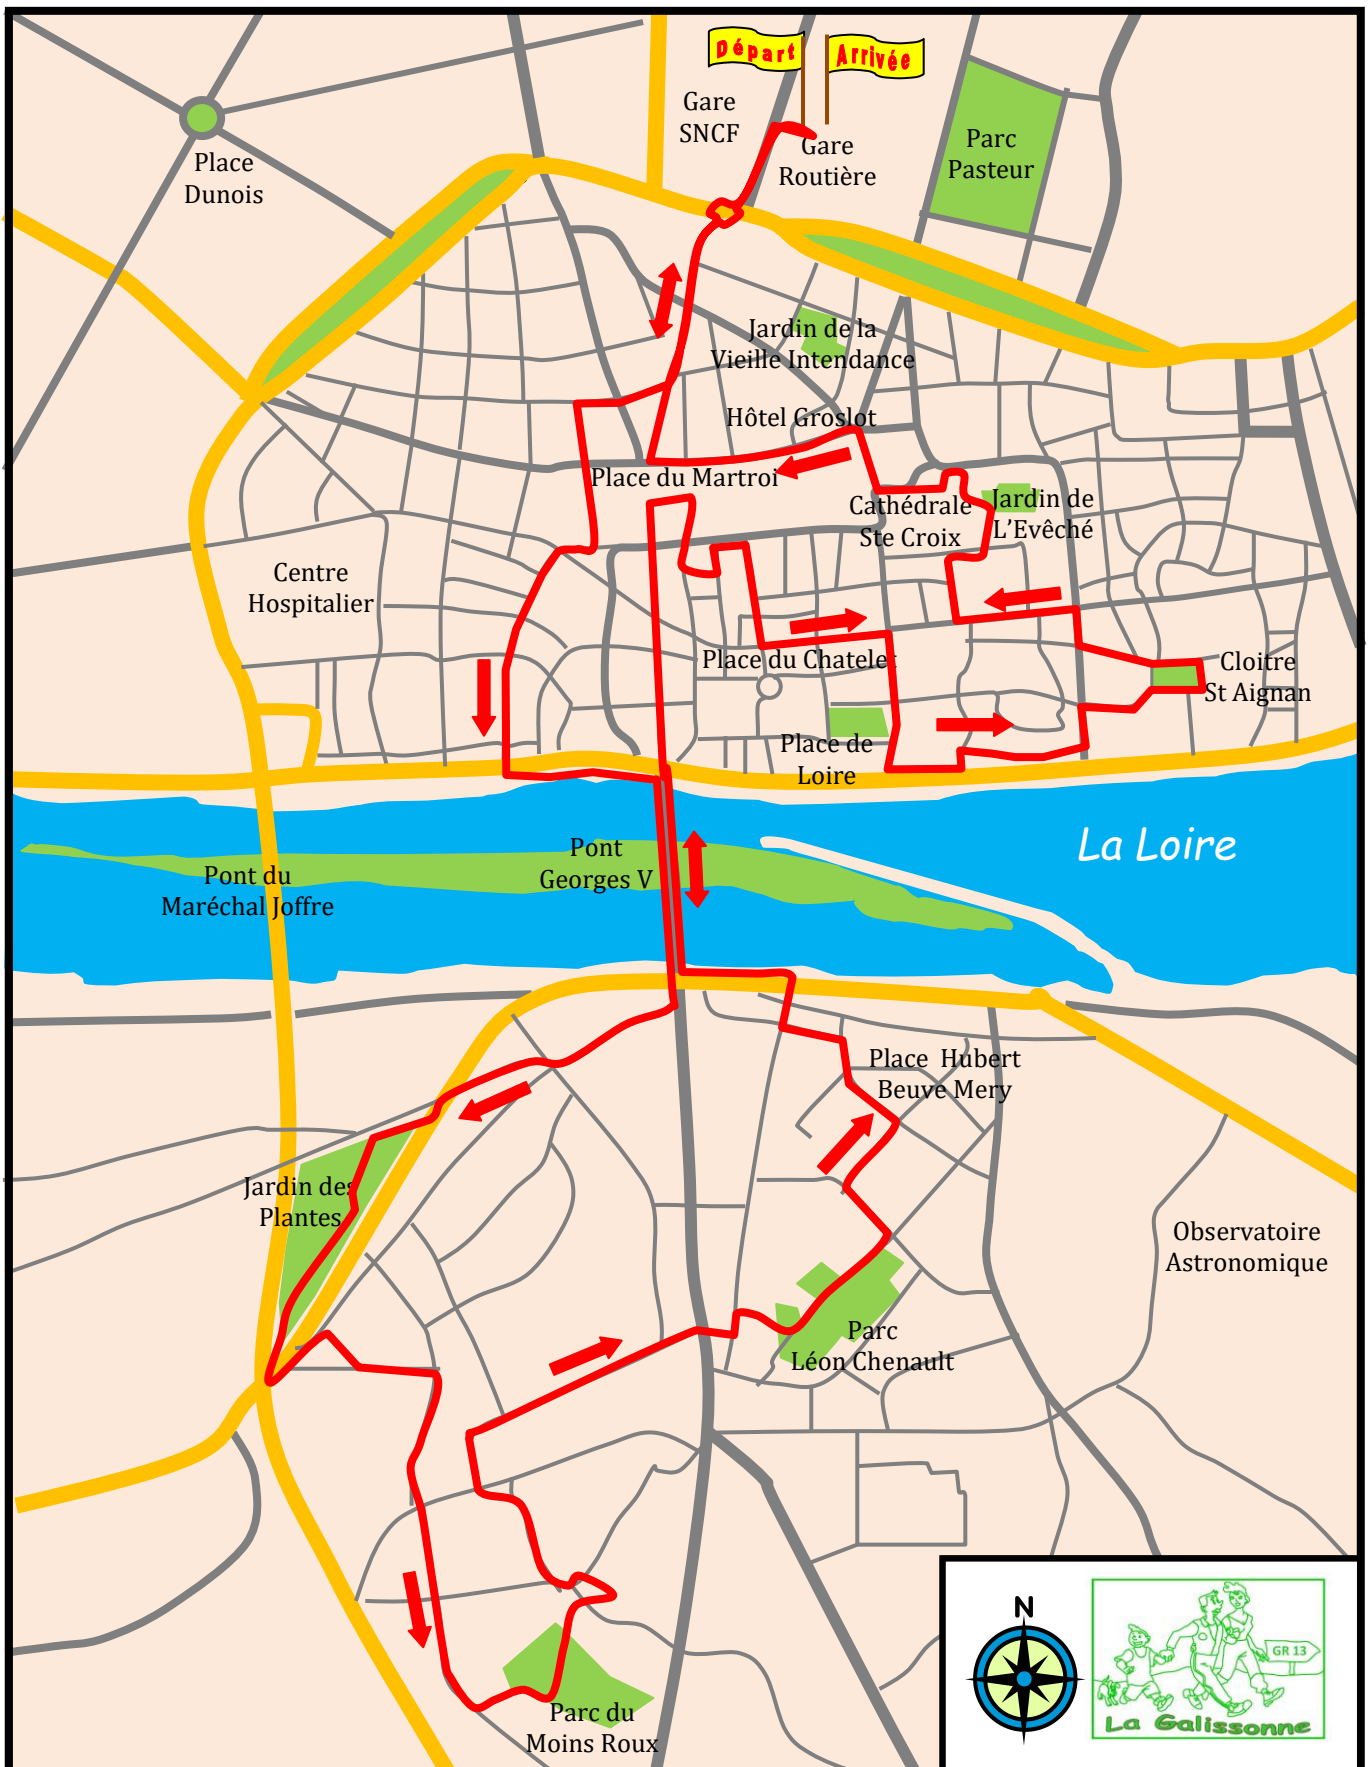 Départ
Arrivée
Gare
SNCF
Gare
Routière
Parc
Pasteur
Place
Dunois
Jardin de la
Vieille Intendance
Hôtel Groslot
Place du Martroi
Cathédrale
Ste Croix
Jardin de
L'Evêché
Centre
Hospitalier
Place du Chatelet
Cloitre
St Aignan
Place de
Loire
La Loire
Pont
Georges V
Pont du
Maréchal Joffre
Place Hubert
Beuve Mery
Jardin des
Plantes
Observatoire
Astronomique
Parc
Léon Chenault
Parc du
Moins Roux
N
GR 13
La Galissonne